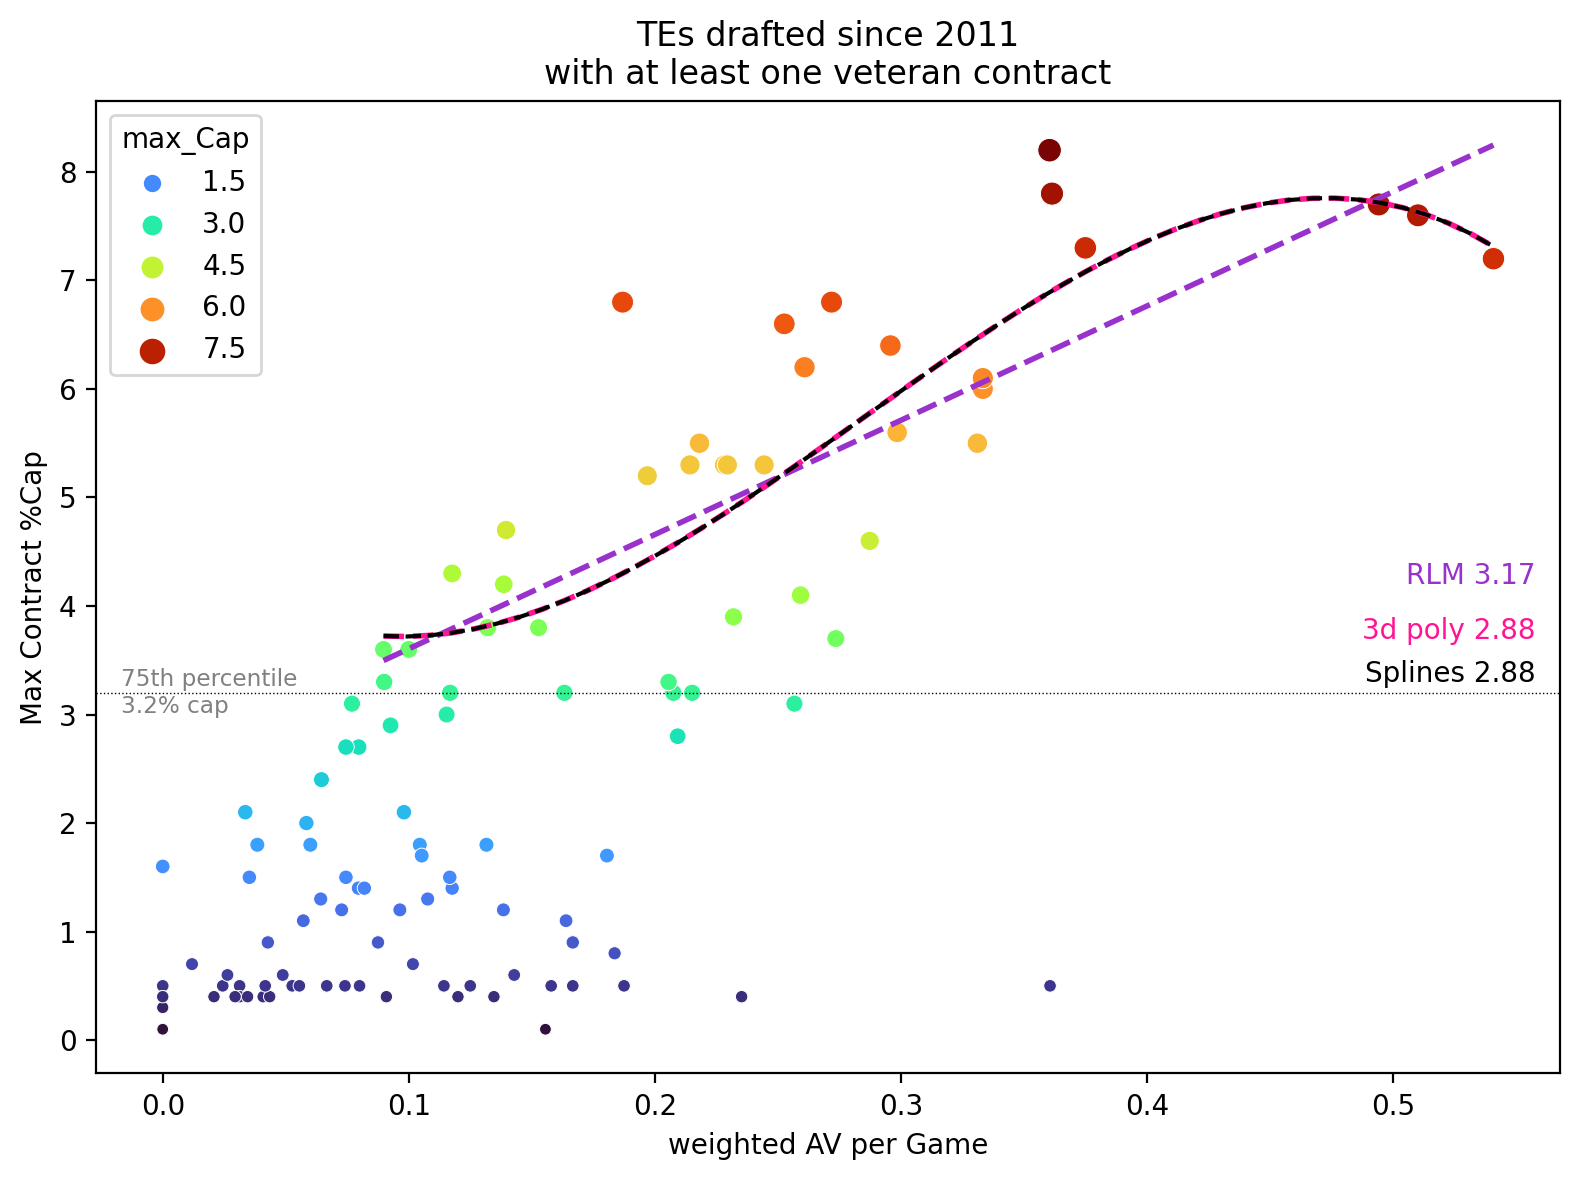 TEs drafted since 2011
with at least one veteran contract
max_Cap
1.5
3.0
4.5
6.0
7.5
Max Contract %Cap
8
7
6
5
4
3
2
1
0
RLM 3.17
3d poly 2.88
Splines 2.88
75th percentile
3.2% cap
0.0 0.1 0.2 0.3 0.4 0.5
weighted AV per Game